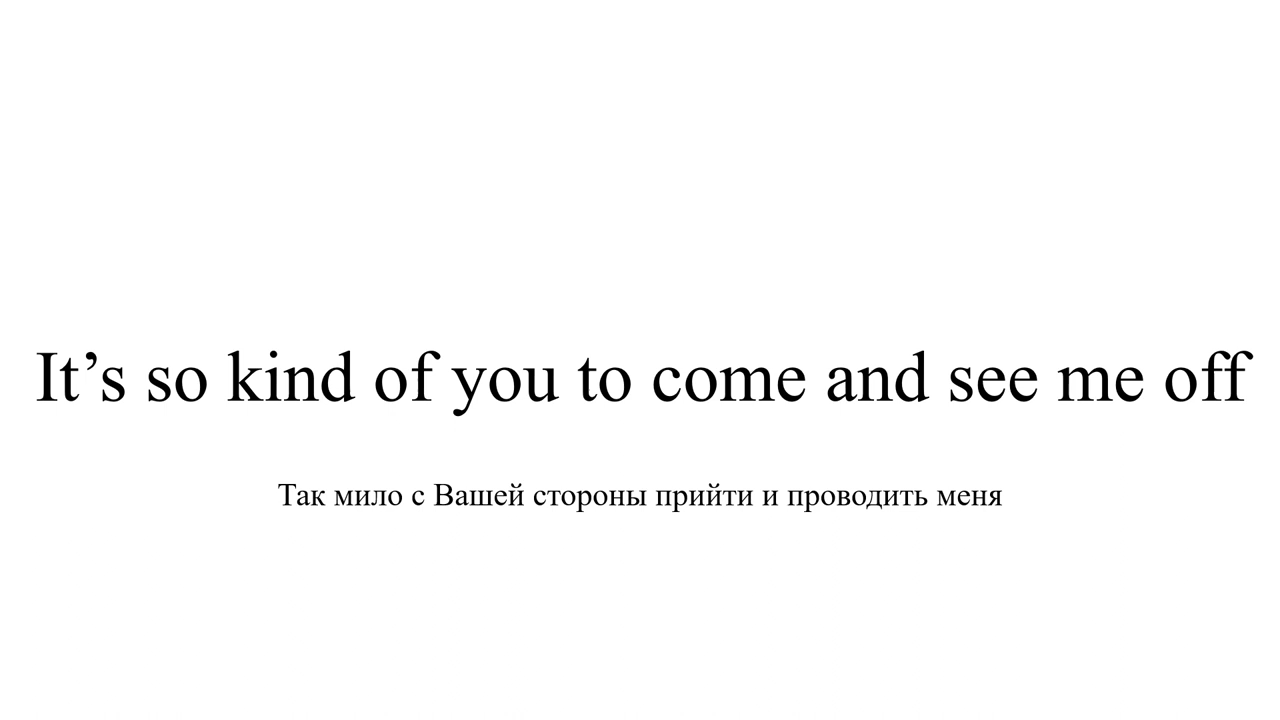 It’s so kind of you to come and see me off
Так мило с Вашей стороны прийти и проводить меня